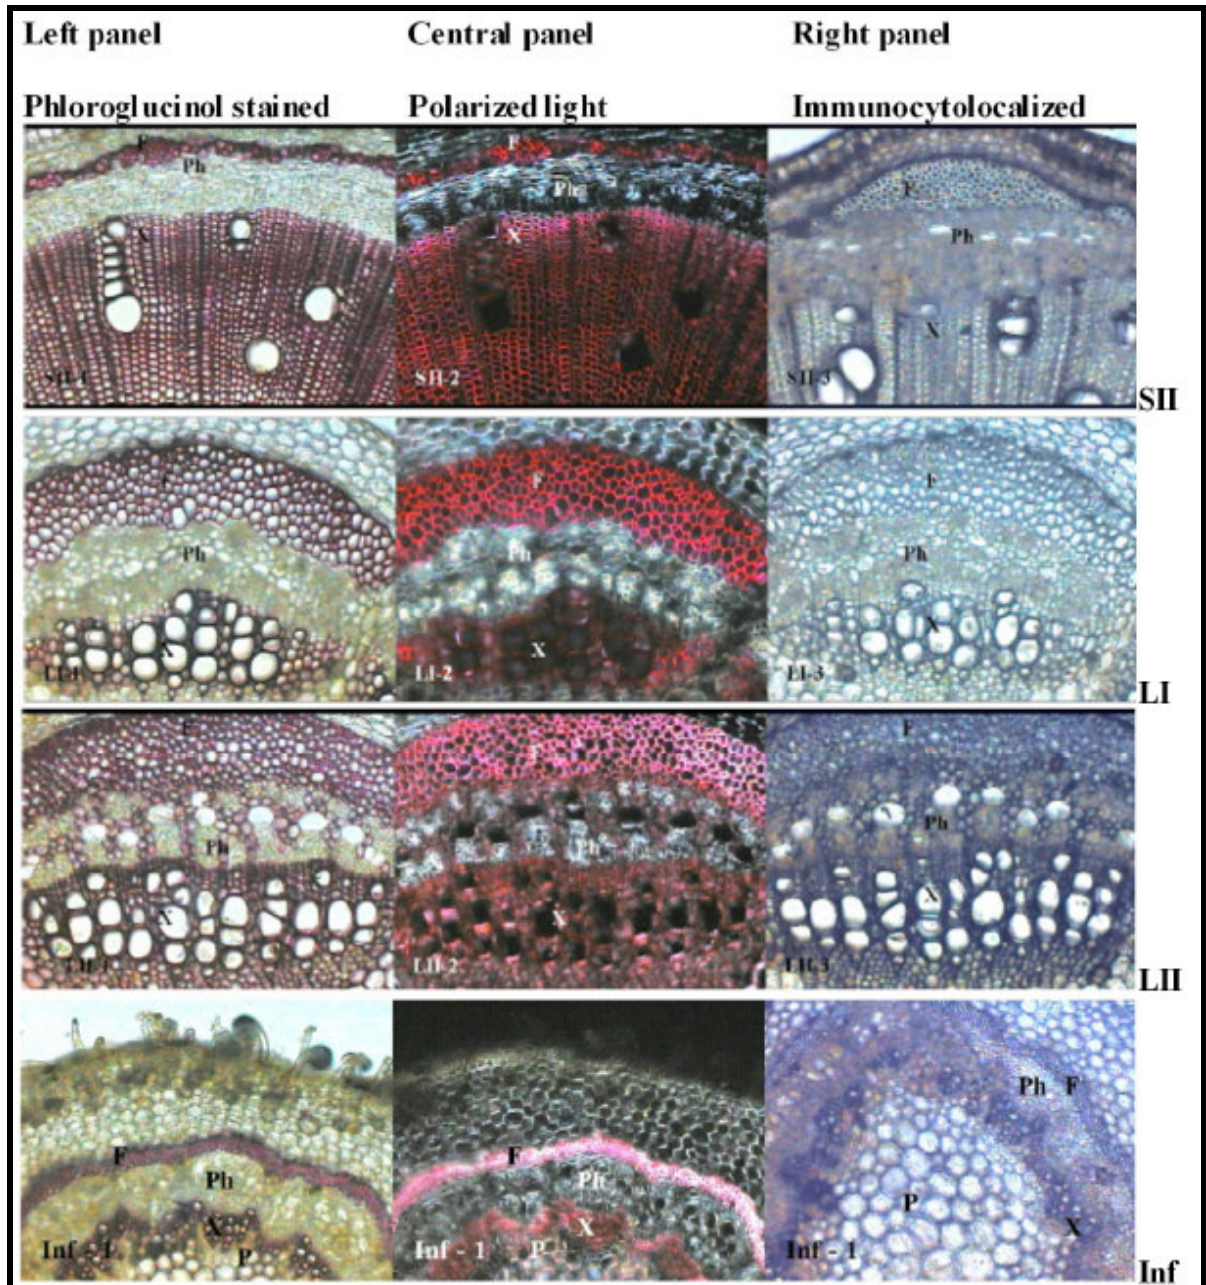 Left panel Central panel Right panel
Phloroglucinol stained Polarized light Immunocytolocalized
F F F
Ph Ph Ph
X X X
SII-1 SII-2 SII-3
SII
F F F
Ph Ph Ph
X X X
LI-1 LI-2 LI-3
LI
F F F
Ph Ph Ph
X X X
LII-1 LII-2 LII-3
LII
F F Ph F
Ph Ph P
X X X
Inf - 1 P Inf - 1 P Inf - 1
Inf